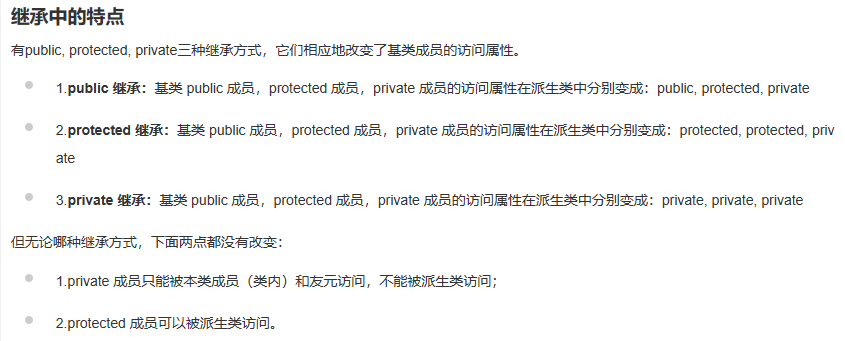 继承中的特点
有public, protected, private三种继承方式，它们相应地改变了基类成员的访问属性。
1.public 继承：基类 public 成员，protected 成员，private 成员的访问属性在派生类中分别变成：public, protected, private
2.protected 继承：基类 public 成员，protected 成员，private 成员的访问属性在派生类中分别变成：protected, protected, priv
ate
3.private 继承：基类 public 成员，protected 成员，private 成员的访问属性在派生类中分别变成：private, private, private
但无论哪种继承方式，下面两点都没有改变：
1.private 成员只能被本类成员（类内）和友元访问，不能被派生类访问；
2.protected 成员可以被派生类访问。